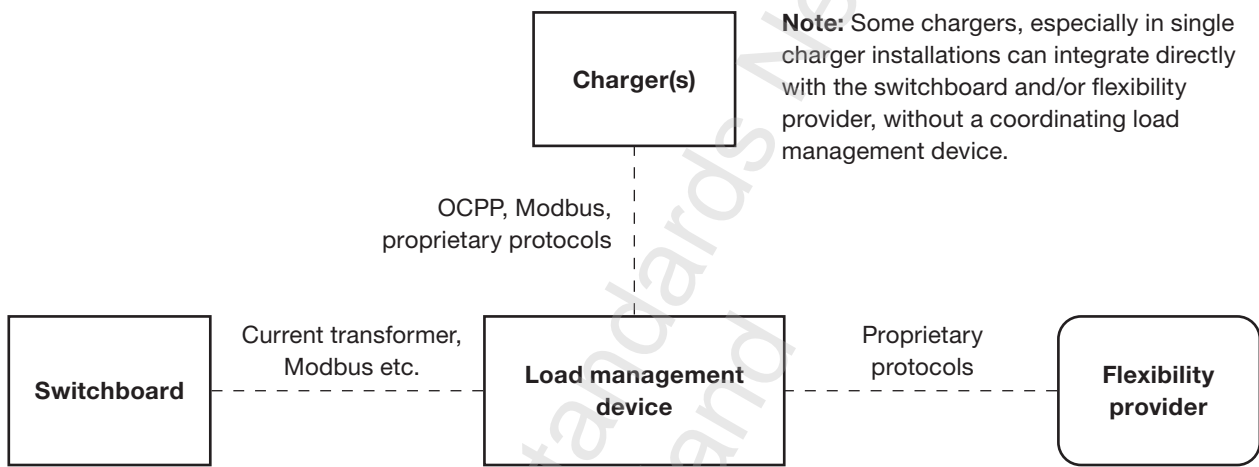 Note: Some chargers, especially in single
charger installations can integrate directly
with the switchboard and/or flexibility
provider, without a coordinating load
management device.
Charger(s)
OCPP, Modbus,
proprietary protocols
Switchboard
Current transformer,
Modbus etc.
Load management
device
Proprietary
protocols
Flexibility
provider